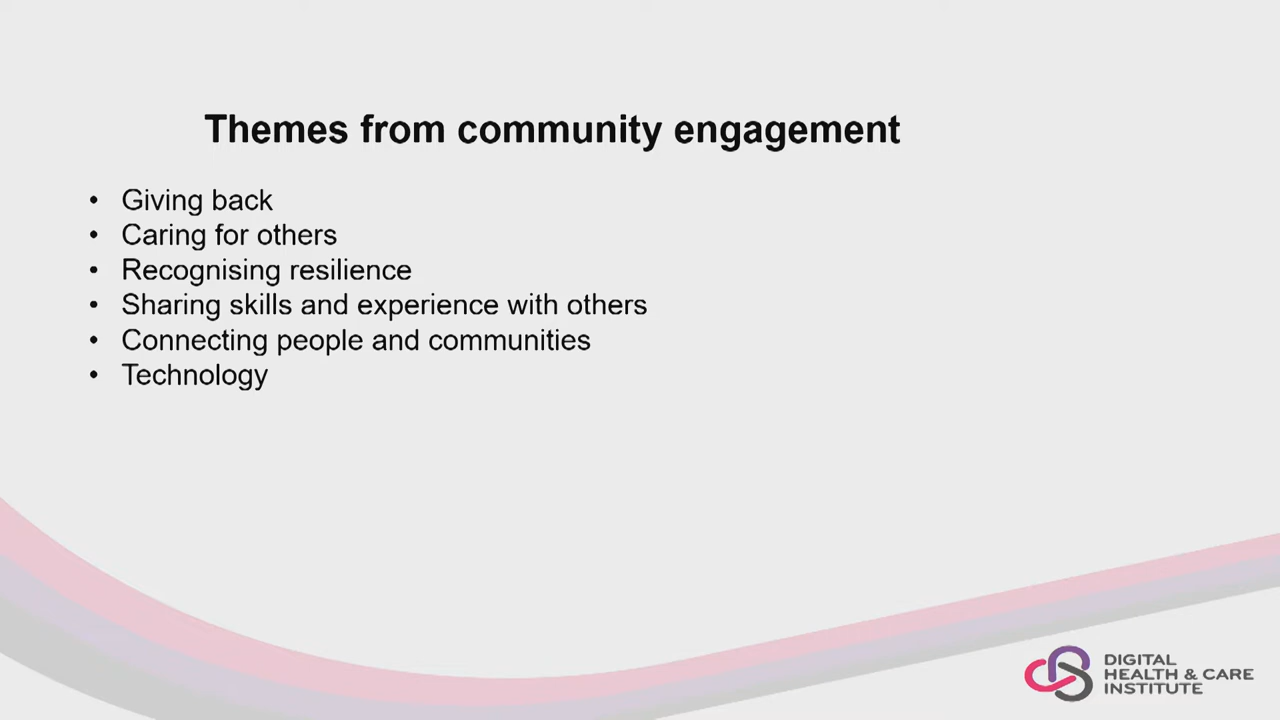 Themes from community engagement
• Giving back
• Caring for others
• Recognising resilience
• Sharing skills and experience with others
• Connecting people and communities
• Technology
DIGITAL
HEALTH & CARE
INSTITUTE